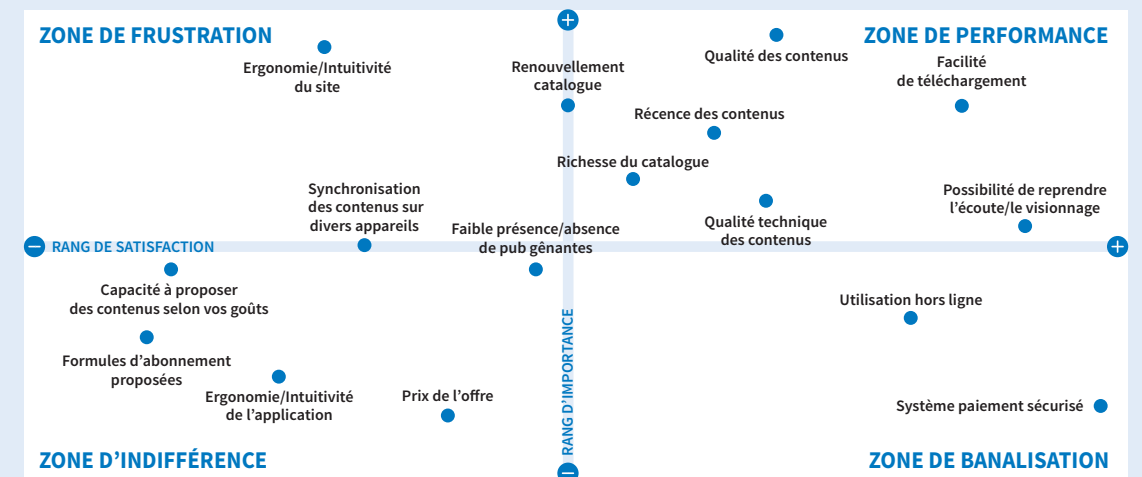 ZONE DE FRUSTRATION
ZONE DE PERFORMANCE
Ergonomie/Intuitivité
du site
Renouvellement
catalogue
Qualité des contenus
Facilité
de téléchargement
Récence des contenus
Richesse du catalogue
Synchronisation
des contenus sur
divers appareils
Faible présence/absence
de pub gênantes
Qualité technique
des contenus
Possibilité de reprendre
l’écoute/le visionnage
RANG DE SATISFACTION
Capacité à proposer
des contenus selon vos goûts
Utilisation hors ligne
Formules d’abonnement
proposées
Ergonomie/Intuitivité
de l’application
Prix de l’offre
RANG D’IMPORTANCE
Système paiement sécurisé
ZONE D’INDIFFÉRENCE
ZONE DE BANALISATION